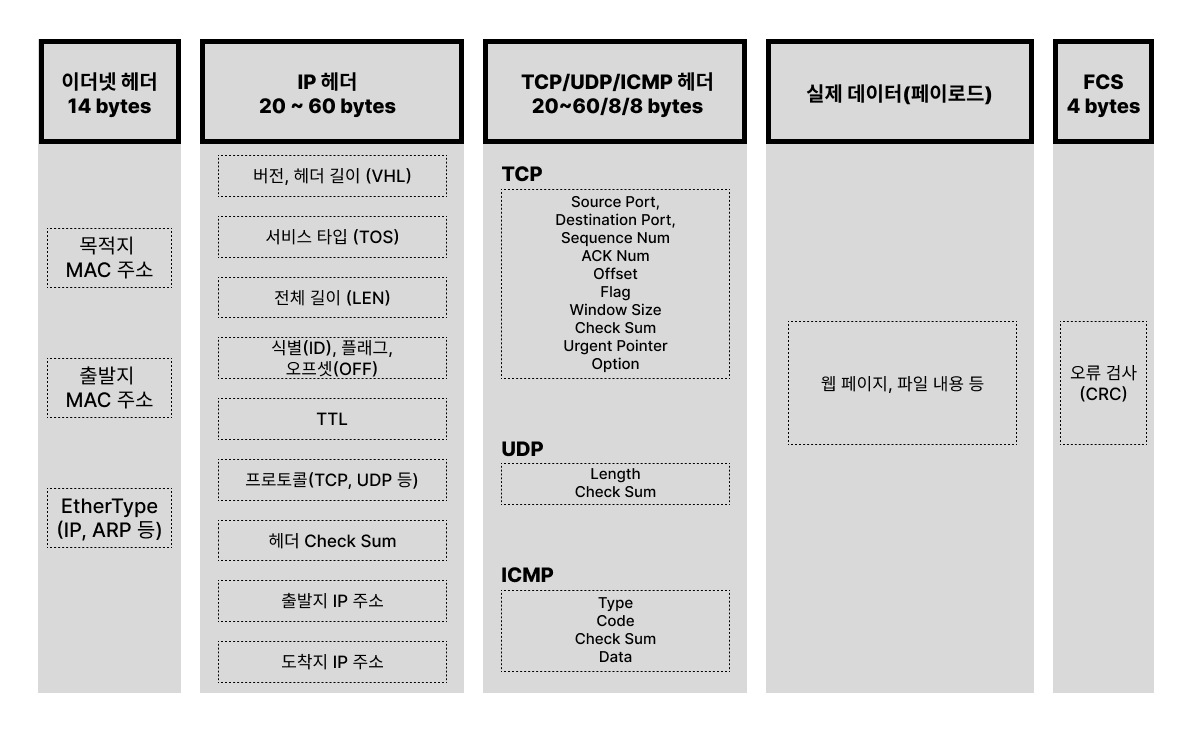 이더넷 헤더
14 bytes
목적지
MAC 주소
출발지
MAC 주소
EtherType
(IP, ARP 등)
IP 헤더
20 ~ 60 bytes
버전, 헤더 길이 (VHL)
서비스 타입 (TOS)
전체 길이 (LEN)
식별(ID), 플래그,
오프셋(OFF)
TTL
프로토콜(TCP, UDP 등)
헤더 Check Sum
출발지 IP 주소
도착지 IP 주소
TCP/UDP/ICMP 헤더
20~60/8/8 bytes
TCP
Source Port,
Destination Port,
Sequence Num
ACK Num
Offset
Flag
Window Size
Check Sum
Urgent Pointer
Option
UDP
Length
Check Sum
ICMP
Type
Code
Check Sum
Data
실제 데이터(페이로드)
웹 페이지, 파일 내용 등
FCS
4 bytes
오류 검사
(CRC)